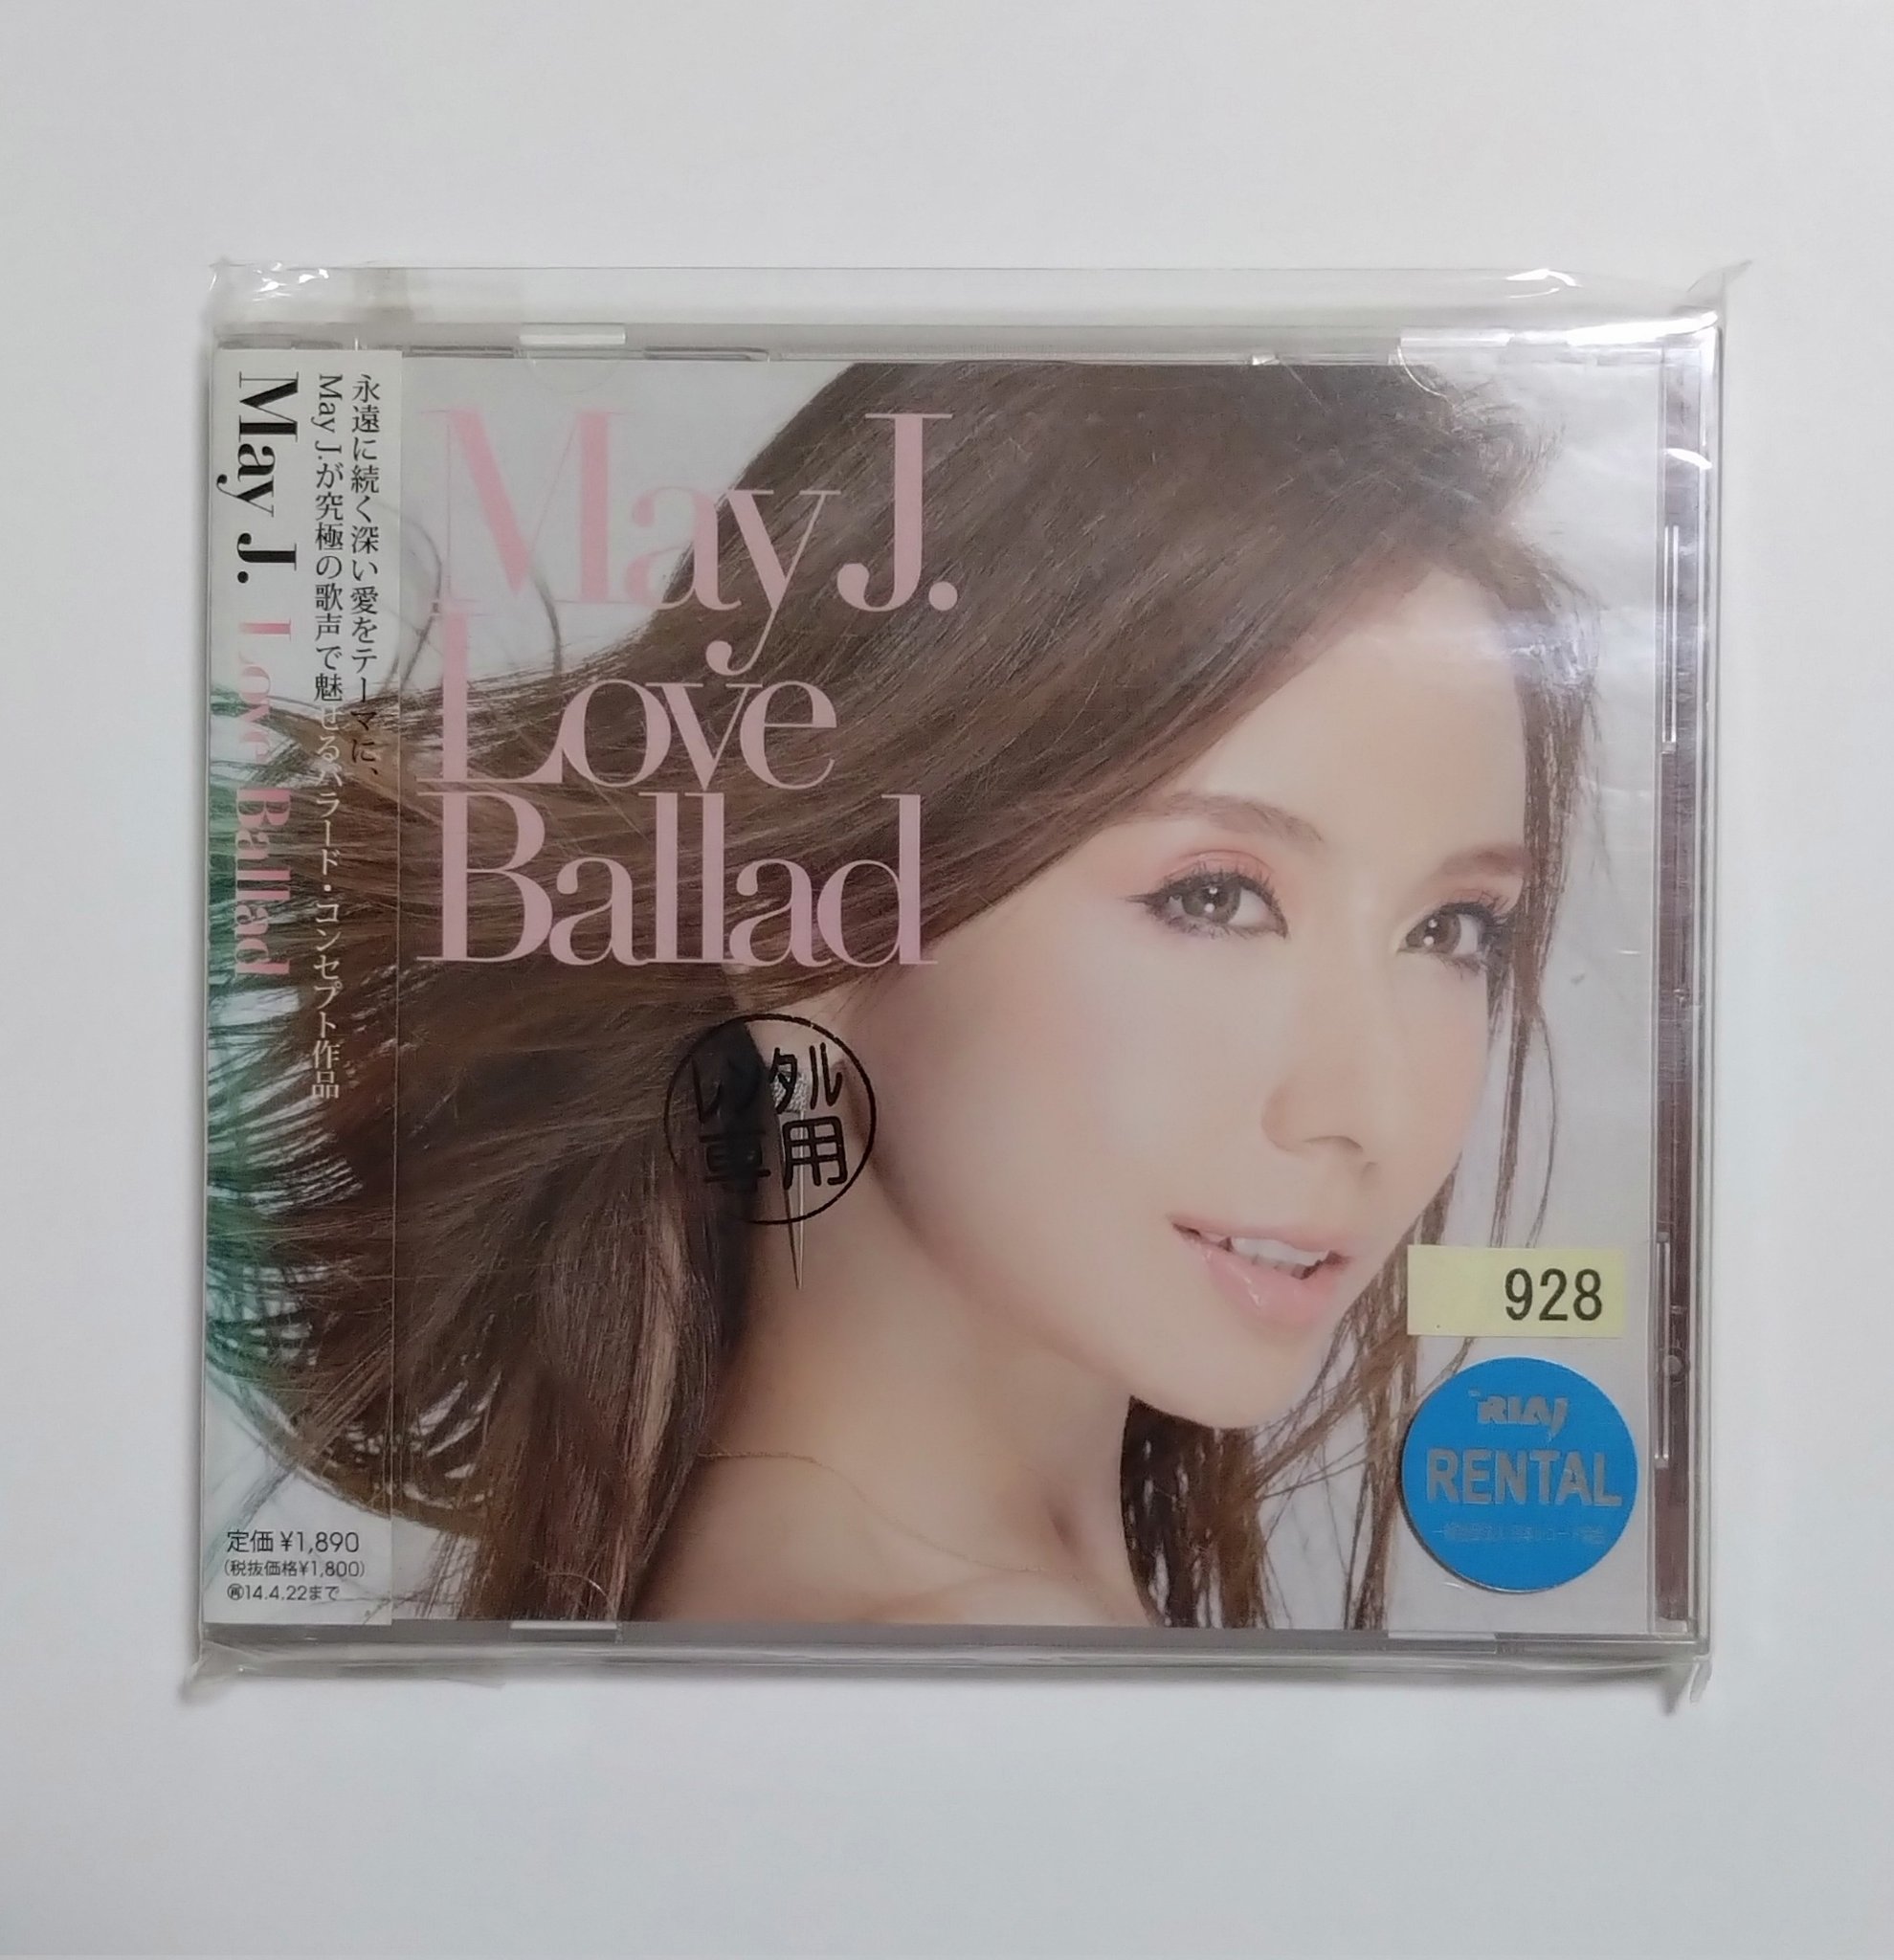 永遠に続く深い愛をテーマに、
May J.が究極の歌声で魅せるバラード・コンセプト作品
May J. Love Ballad
定価 ¥1,890
(税抜価格¥1,800)
㊢14.4.22まで
May J.
Love
Ballad
レンタル
専用
928
RIAJ
RENTAL